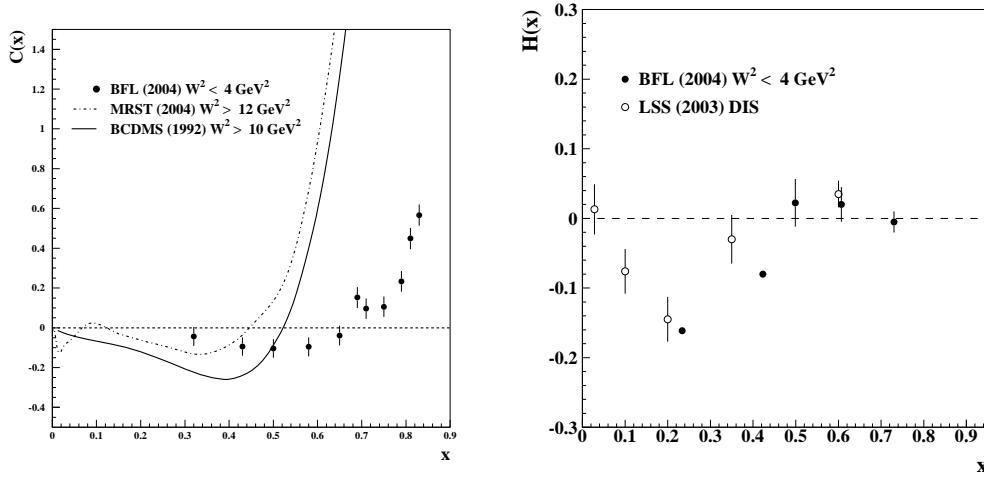 C(x)
1.4
1.2
1
0.8
0.6
0.4
0.2
0
-0.2
-0.4
BFL (2004) W² < 4 GeV²
MRST (2004) W² > 12 GeV²
BCDMS (1992) W² > 10 GeV²
0 0.1 0.2 0.3 0.4 0.5 0.6 0.7 0.8 0.9
x
H(x)
0.3
0.2
0.1
0
-0.1
-0.2
-0.3
BFL (2004) W² < 4 GeV²
LSS (2003) DIS
0 0.1 0.2 0.3 0.4 0.5 0.6 0.7 0.8 0.9
x